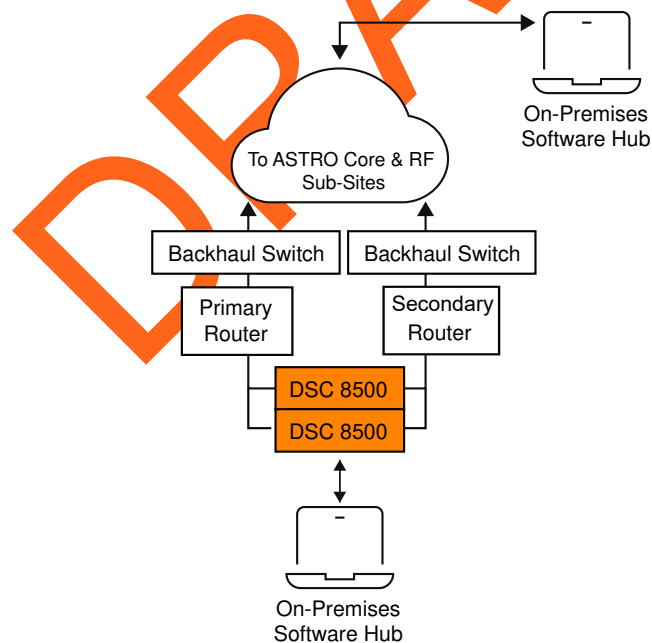 On-Premises
Software Hub
To ASTRO Core & RF
Sub-Sites
Backhaul Switch
Backhaul Switch
Primary
Router
Secondary
Router
DSC 8500
DSC 8500
On-Premises
Software Hub